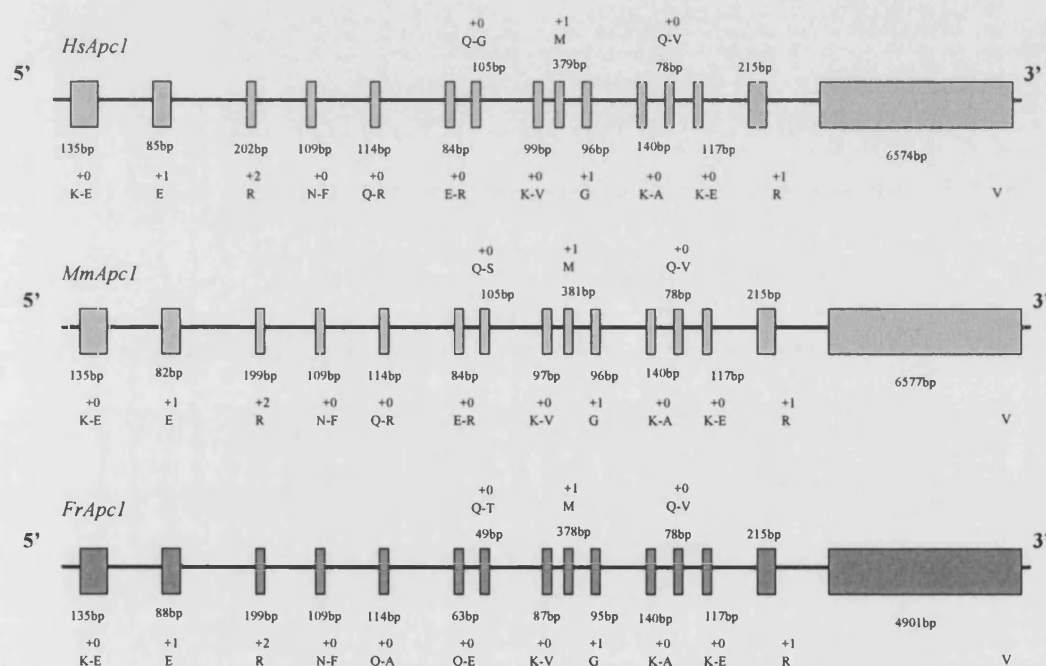 +0 +1 +0
Q-G M Q-V
HsApc1
105bp 379bp 78bp 215bp
5’ 3’
135bp 85bp 202bp 109bp 114bp 84bp 99bp 96bp 140bp 117bp 6574bp
+0 +1 +2 +0 +0 +0 +0 +1 +0 +0 +1
K-E E R N-F Q-R E-R K-V G K-A K-E R V
+0 +1 +0
Q-S M Q-V
MmApc1
105bp 381bp 78bp 215bp
5’ 3’
135bp 82bp 199bp 109bp 114bp 84bp 97bp 96bp 140bp 117bp 6577bp
+0 +1 +2 +0 +0 +0 +0 +1 +0 +0 +1
K-E E R N-F Q-R E-R K-V G K-A K-E R V
+0 +1 +0
Q-T M Q-V
FrApc1
49bp 378bp 78bp 215bp
5’ 3’
135bp 88bp 199bp 109bp 114bp 63bp 87bp 95bp 140bp 117bp 4901bp
+0 +1 +2 +0 +0 +0 +0 +1 +0 +0 +1
K-E E R N-F Q-A Q-E K-V G K-A K-E R V